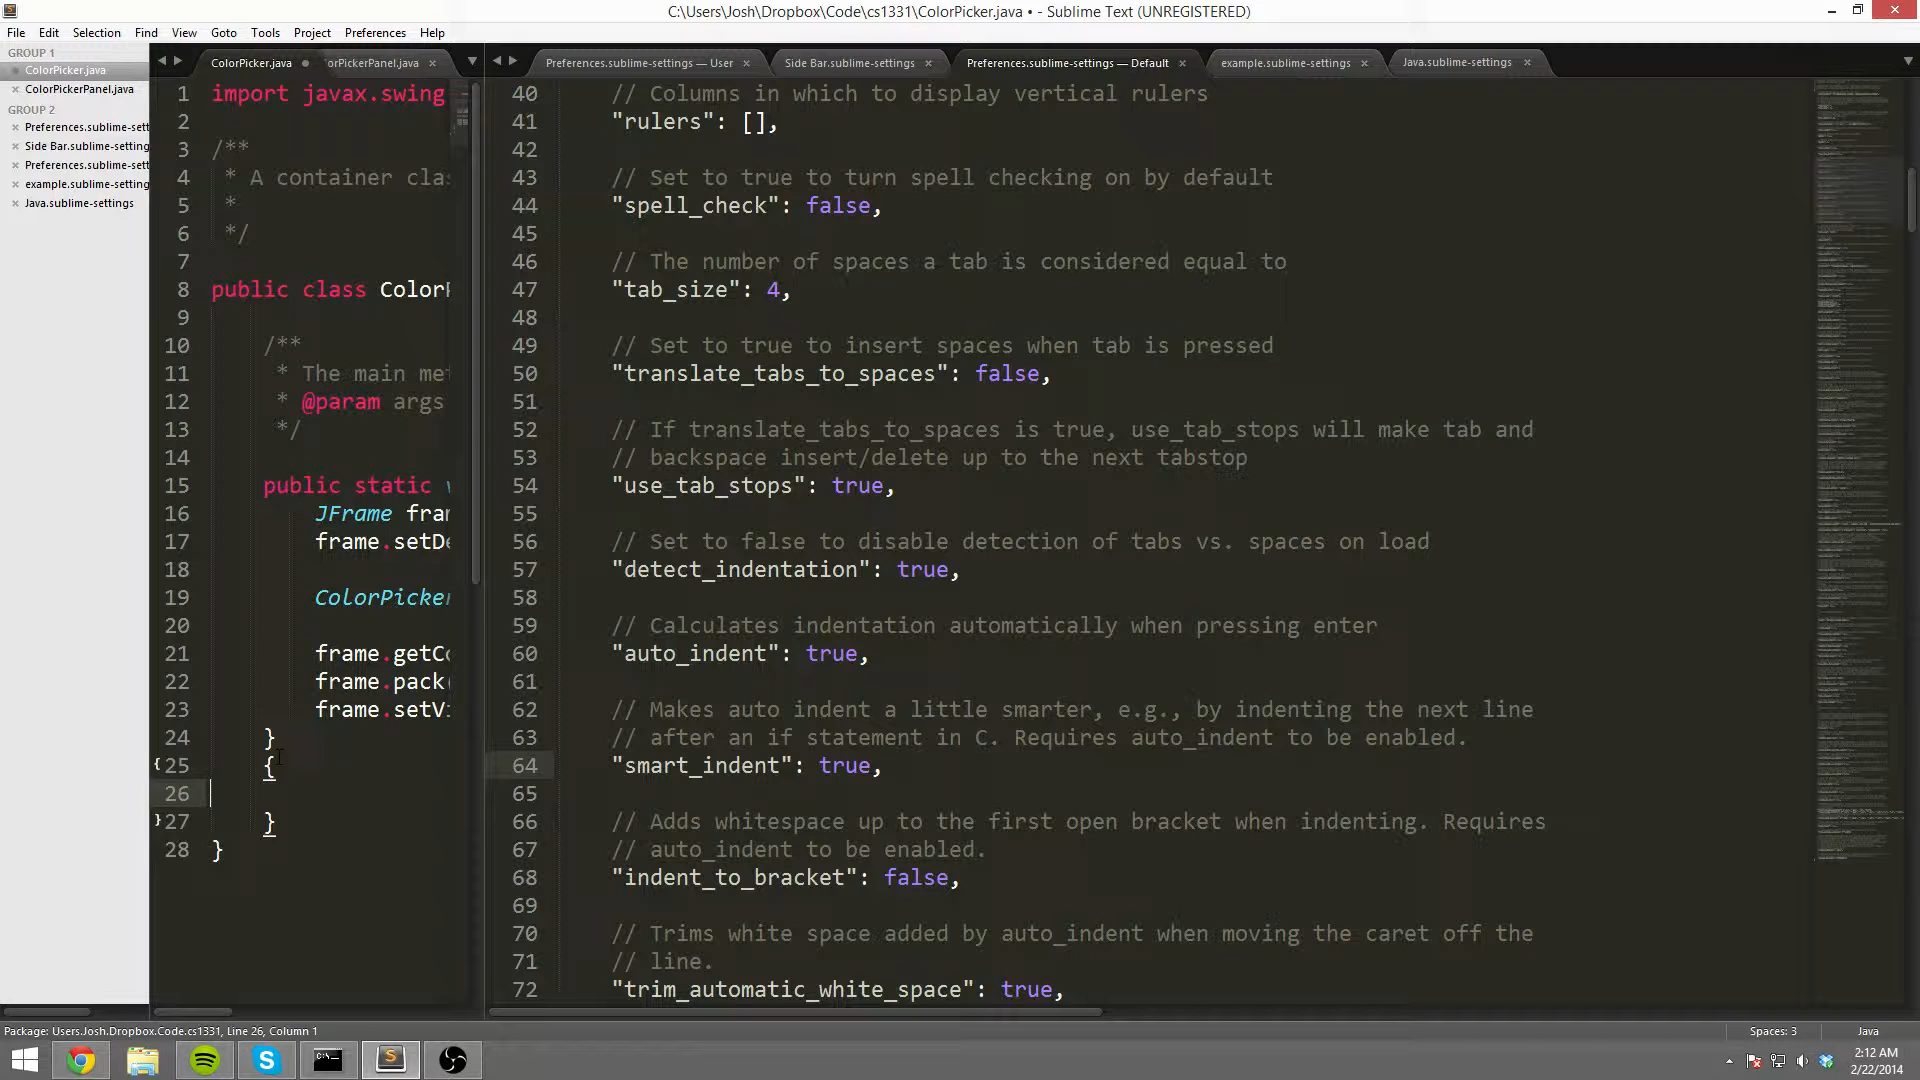 C:\Users\Josh\Dropbox\Code\cs1331\ColorPicker.java • - Sublime Text (UNREGISTERED)
File Edit Selection Find View Goto Tools Project Preferences Help
GROUP 1
ColorPicker.java
ColorPickerPanel.java
GROUP 2
Preferences.sublime-sett
Side Bar.sublime-setting
Preferences.sublime-sett
example.sublime-setting
Java.sublime-settings
ColorPicker.java
orPickerPanel.java
1 import javax.swing
2
3 /**
4 * A container clas
5 *
6 */
7
8 public class ColorP
9
10 /**
11 * The main me
12 * @param args
13 */
14
15 public static v
16 JFrame fram
17 frame.setDe
18
19 ColorPicker
20
21 frame.getCo
22 frame.pack(
23 frame.setVi
24 }
25 {
26
27 }
28 }
Preferences.sublime-settings — User
Side Bar.sublime-settings
Preferences.sublime-settings — Default
example.sublime-settings
Java.sublime-settings
40 // Columns in which to display vertical rulers
41 "rulers": [],
42
43 // Set to true to turn spell checking on by default
44 "spell_check": false,
45
46 // The number of spaces a tab is considered equal to
47 "tab_size": 4,
48
49 // Set to true to insert spaces when tab is pressed
50 "translate_tabs_to_spaces": false,
51
52 // If translate_tabs_to_spaces is true, use_tab_stops will make tab and
53 // backspace insert/delete up to the next tabstop
54 "use_tab_stops": true,
55
56 // Set to false to disable detection of tabs vs. spaces on load
57 "detect_indentation": true,
58
59 // Calculates indentation automatically when pressing enter
60 "auto_indent": true,
61
62 // Makes auto indent a little smarter, e.g., by indenting the next line
63 // after an if statement in C. Requires auto_indent to be enabled.
64 "smart_indent": true,
65
66 // Adds whitespace up to the first open bracket when indenting. Requires
67 // auto_indent to be enabled.
68 "indent_to_bracket": false,
69
70 // Trims white space added by auto_indent when moving the caret off the
71 // line.
72 "trim_automatic_white_space": true,
Package: Users.Josh.Dropbox.Code.cs1331, Line 26, Column 1
Spaces: 3
Java
2:12 AM
2/22/2014